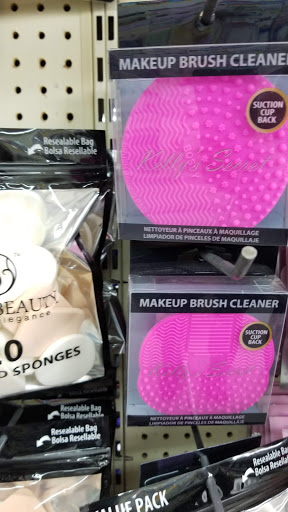 MAKEUP BRUSH CLEANER
SUCTION
CUP
BACK
NETTOYEUR À PINCEAUX À MAQUILLAGE
LIMPIADOR DE PINCELES DE MAQUILLAJE
Resealable Bag
Bolsa Resellable
BEAUTY
elegance
SPONGES
MAKEUP BRUSH CLEANER
SUCTION
CUP
BACK
NETTOYEUR À PINCEAUX À MAQUILLAGE
LIMPIADOR DE PINCELES DE MAQUILLAJE
Resealable Bag
Bolsa Resellable
Resealable Bag
Bolsa Resellable
VALUE PACK